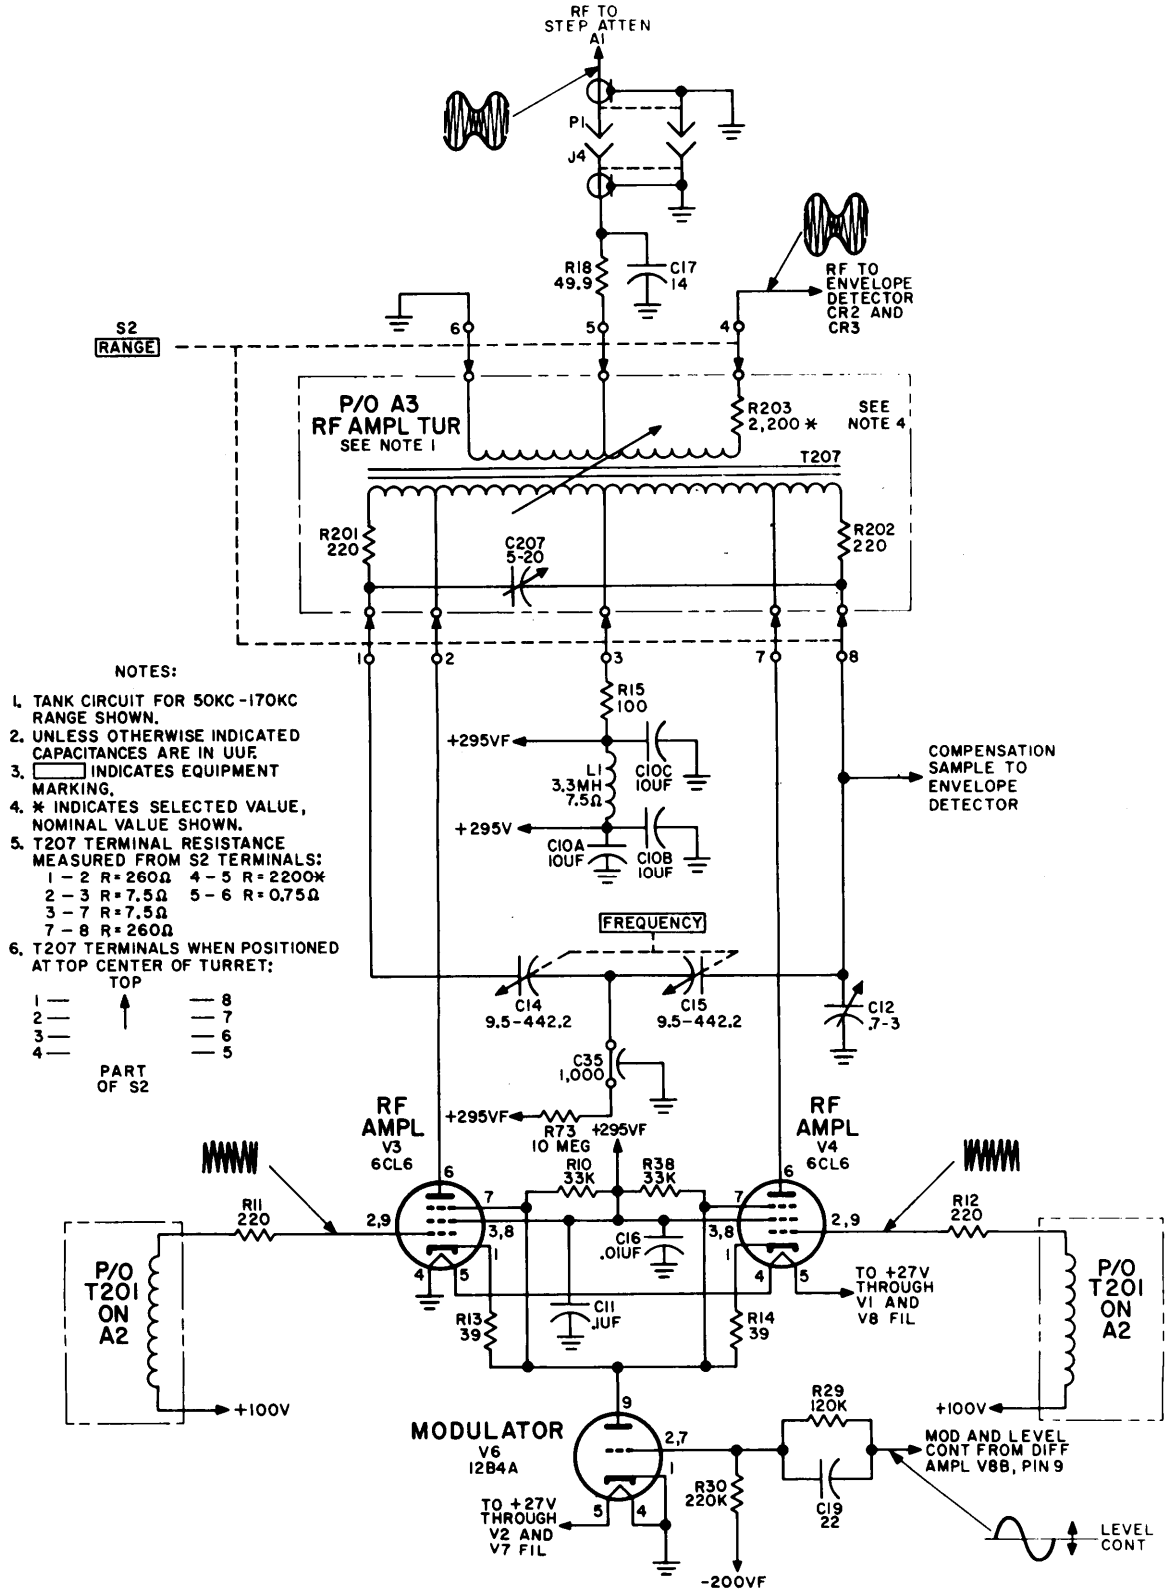 RF TO
STEP ATTEN
A1
P1
J4
R18
49.9
C17
14
RF TO
ENVELOPE
DETECTOR
CR2 AND
CR3
6
5
4
S2
RANGE
P/O A3
RF AMPL TUR
SEE NOTE 1
R203
2,200 *
SEE
NOTE 4
T207
R201
220
C207
5-20
R202
220
1
2
3
7
8
NOTES:
1. TANK CIRCUIT FOR 50KC-170KC
RANGE SHOWN.
2. UNLESS OTHERWISE INDICATED
CAPACITANCES ARE IN UUF.
3. INDICATES EQUIPMENT
MARKING.
4. * INDICATES SELECTED VALUE,
NOMINAL VALUE SHOWN.
5. T207 TERMINAL RESISTANCE
MEASURED FROM S2 TERMINALS:
1-2 R=260Ω 4-5 R=2200*
2-3 R=7.5Ω 5-6 R=0.75Ω
3-7 R=7.5Ω
7-8 R=260Ω
6. T207 TERMINALS WHEN POSITIONED
AT TOP CENTER OF TURRET:
TOP
1 — — 8
2 — — 7
3 — — 6
4 — — 5
PART
OF S2
R15
100
+295VF
C10C
10UF
L1
3.3MH
7.5Ω
+295V
C10A
10UF
C10B
10UF
COMPENSATION
SAMPLE TO
ENVELOPE
DETECTOR
FREQUENCY
C14
9.5-442.2
C15
9.5-442.2
C12
.7-3
C35
1,000
+295VF
R73
10 MEG
+295VF
RF
AMPL
V3
6CL6
RF
AMPL
V4
6CL6
R10
33K
R38
33K
6
7
2,9
3,8
1
4
5
6
7
2,9
3,8
1
4
5
R11
220
R12
220
C16
.01UF
C11
.1UF
R13
39
R14
39
P/O
T201
ON
A2
+100V
TO +27V
THROUGH
V1 AND
V8 FIL
P/O
T201
ON
A2
+100V
MODULATOR
V6
12B4A
9
2,7
1
5
4
R29
120K
C19
22
R30
220K
-200VF
MOD AND LEVEL
CONT FROM DIFF
AMPL V8B, PIN 9
TO +27V
THROUGH
V2 AND
V7 FIL
LEVEL
CONT